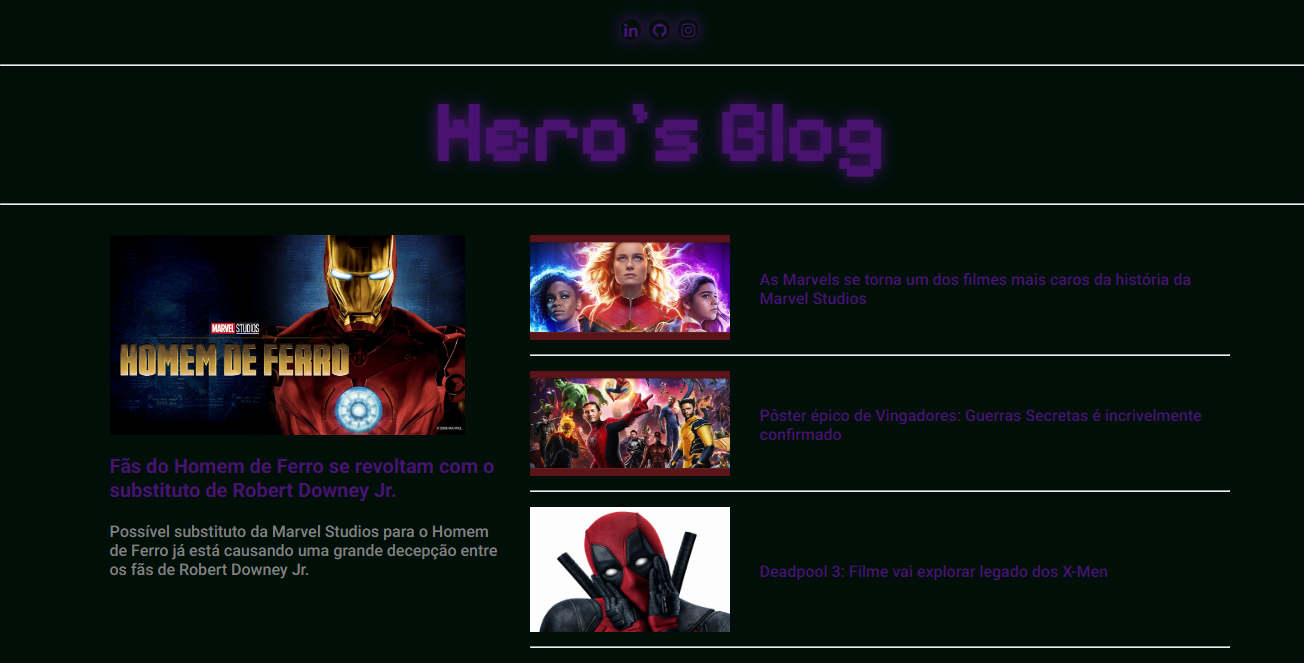 in
Hero's Blog
MARVEL STUDIOS
HOMEM DE FERRO
© 2008 MARVEL
Fãs do Homem de Ferro se revoltam com o
substituto de Robert Downey Jr.
Possível substituto da Marvel Studios para o Homem
de Ferro já está causando uma grande decepção entre
os fãs de Robert Downey Jr.
As Marvels se torna um dos filmes mais caros da história da
Marvel Studios
Pôster épico de Vingadores: Guerras Secretas é incrivelmente
confirmado
Deadpool 3: Filme vai explorar legado dos X-Men